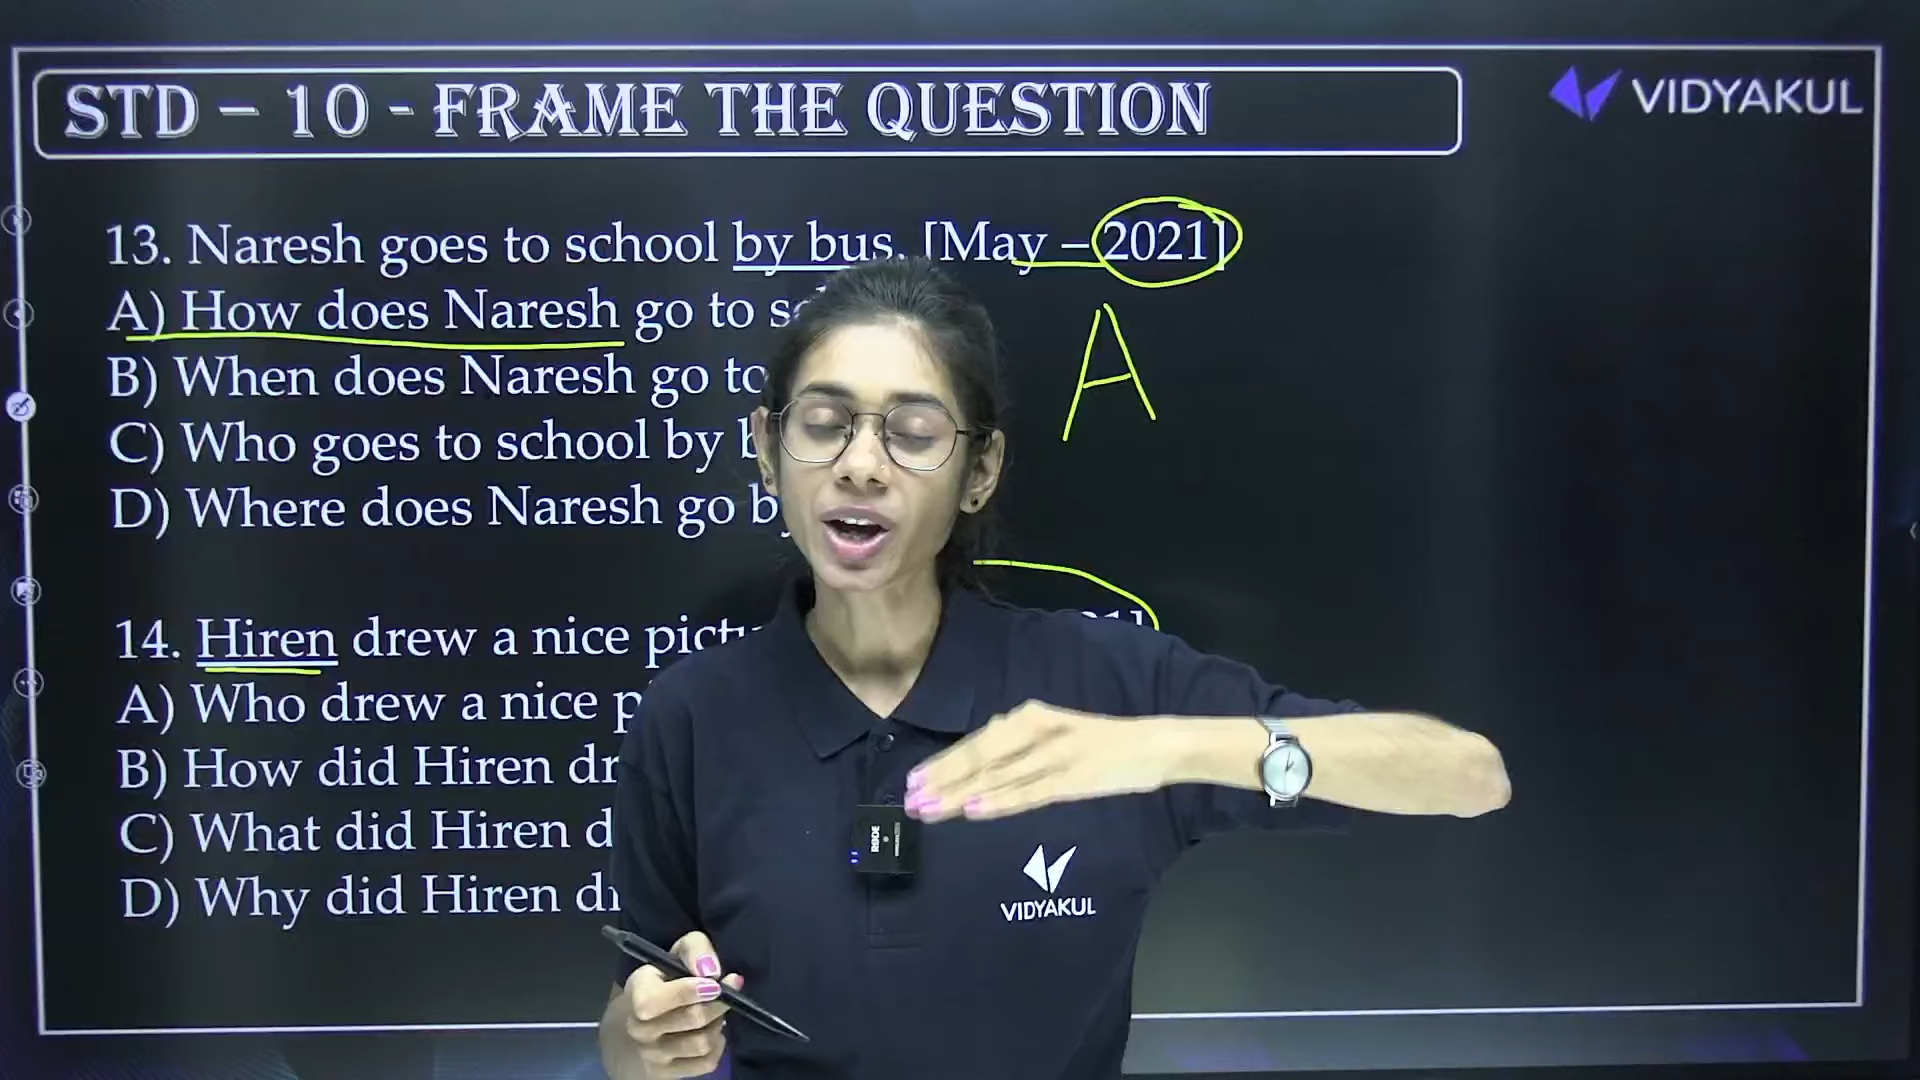 STD – 10 - FRAME THE QUESTION
VIDYAKUL
13. Naresh goes to school by bus. [May – 2021]
A) How does Naresh go to
A
B) When does Naresh go to
C) Who goes to school by
D) Where does Naresh go
14. Hiren drew a nice
A) Who drew a nice
B) How did Hiren
C) What did Hiren
D) Why did Hiren
RØDE
VIDYAKUL